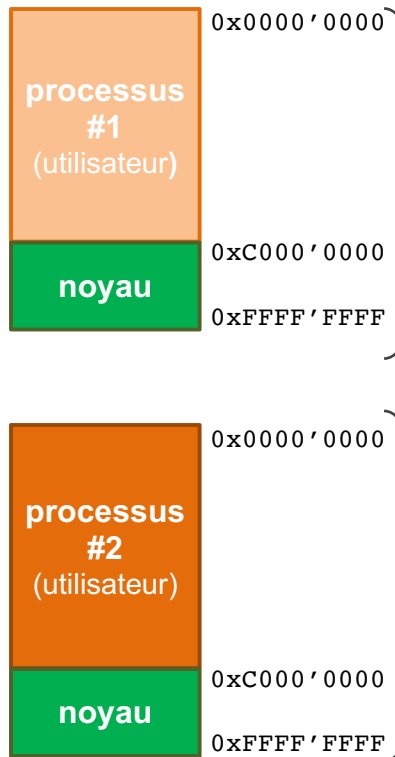 0x0000'0000
processus
#1
(utilisateur)
0xC000'0000
noyau
0xFFFF'FFFF
0x0000'0000
processus
#2
(utilisateur)
0xC000'0000
noyau
0xFFFF'FFFF